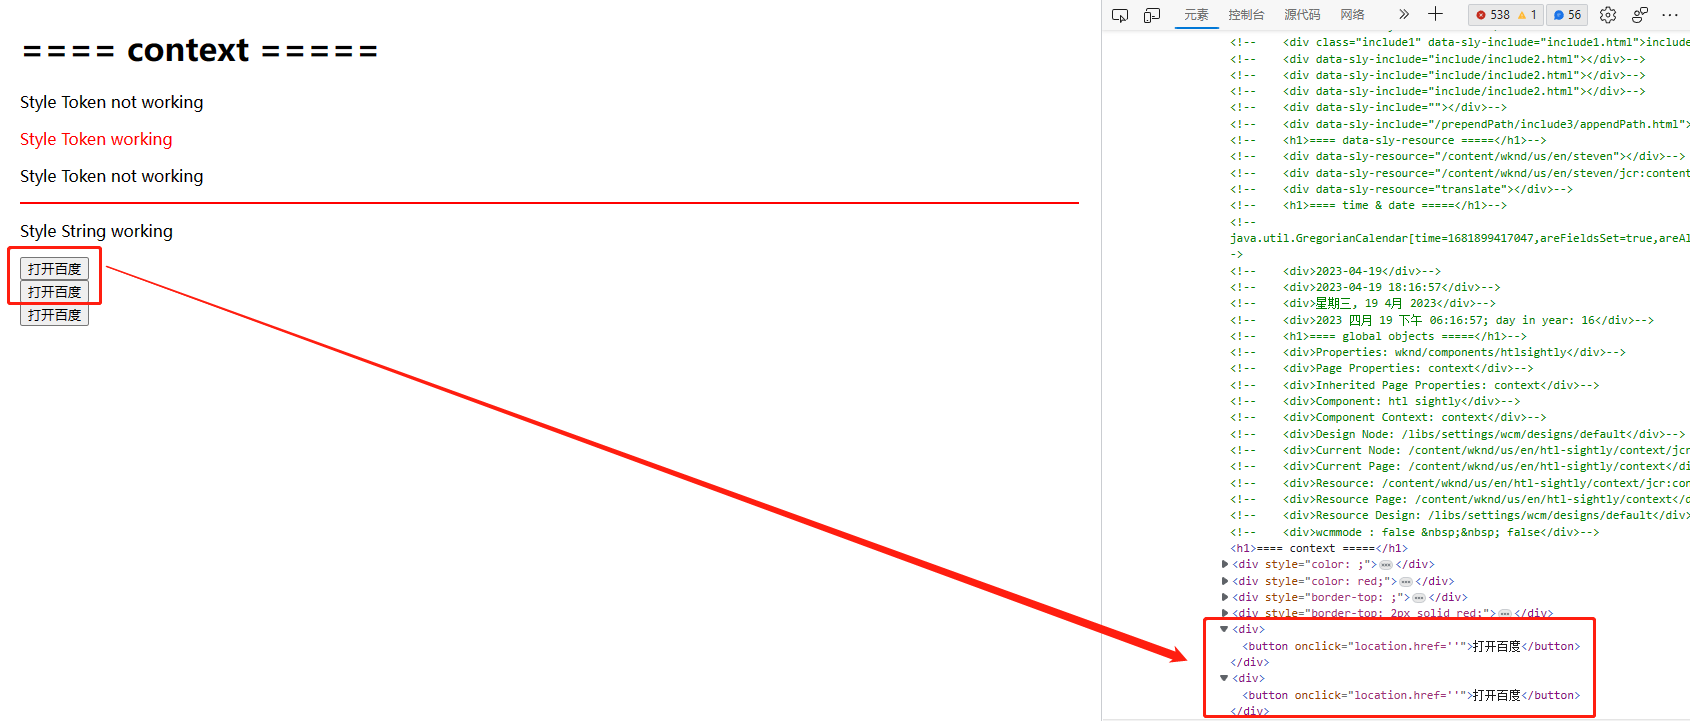 ==== context =====
Style Token not working
Style Token working
Style Token not working
Style String working
打开百度
打开百度
打开百度
元素 控制台 源代码 网络 538 1 56
<!--    <div class="include1" data-sly-include="include1.html">include
<!--    <div data-sly-include="include/include2.html"></div>-->
<!--    <div data-sly-include="include/include2.html"></div>-->
<!--    <div data-sly-include="include/include2.html"></div>-->
<!--    <div data-sly-include=""></div>-->
<!--    <div data-sly-include="/prependPath/include3/appendPath.html">
<!--    <h1>==== data-sly-resource =====</h1>-->
<!--    <div data-sly-resource="/content/wknd/us/en/steven"></div>-->
<!--    <div data-sly-resource="/content/wknd/us/en/steven/jcr:content
<!--    <div data-sly-resource="translate"></div>-->
<!--    <h1>==== time & date =====</h1>-->
<!--
java.util.GregorianCalendar[time=1681899417047,areFieldsSet=true,areAl
->
<!--    <div>2023-04-19</div>-->
<!--    <div>2023-04-19 18:16:57</div>-->
<!--    <div>星期三, 19 4月 2023</div>-->
<!--    <div>2023 四月 19 下午 06:16:57; day in year: 16</div>-->
<!--    <h1>==== global objects =====</h1>-->
<!--    <div>Properties: wknd/components/htlsightly</div>-->
<!--    <div>Page Properties: context</div>-->
<!--    <div>Inherited Page Properties: context</div>-->
<!--    <div>Component: htl sightly</div>-->
<!--    <div>Component Context: context</div>-->
<!--    <div>Design Node: /libs/settings/wcm/designs/default</div>-->
<!--    <div>Current Node: /content/wknd/us/en/htl-sightly/context/jcr
<!--    <div>Current Page: /content/wknd/us/en/htl-sightly/context</di
<!--    <div>Resource: /content/wknd/us/en/htl-sightly/context/jcr:con
<!--    <div>Resource Page: /content/wknd/us/en/htl-sightly/context</d
<!--    <div>Resource Design: /libs/settings/wcm/designs/default</div>
<!--    <div>wcmmode : false &nbsp;&nbsp; false</div>-->
<h1>==== context =====</h1>
<div style="color: ;">…</div>
<div style="color: red;">…</div>
<div style="border-top: ;">…</div>
<div style="border-top: 2px solid red;">…</div>
<div>
<button onclick="location.href=''">打开百度</button>
</div>
<div>
<button onclick="location.href=''">打开百度</button>
</div>